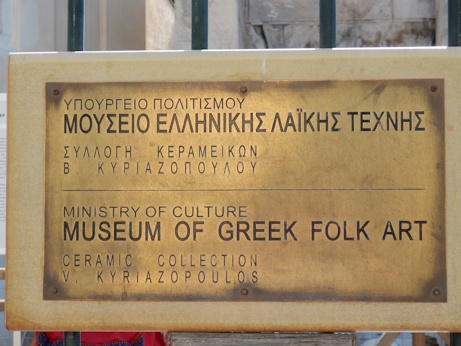 ΥΠΟΥΡΓΕΙΟ ΠΟΛΙΤΙΣΜΟΥ
ΜΟΥΣΕΙΟ ΕΛΛΗΝΙΚΗΣ ΛΑΪΚΗΣ ΤΕΧΝΗΣ
ΣΥΛΛΟΓΗ ΚΕΡΑΜΕΙΚΩΝ
Β ΚΥΡΙΑΖΟΠΟΥΛΟΥ
MINISTRY OF CULTURE
MUSEUM OF GREEK FOLK ART
CERAMIC COLLECTION
V. KYRIAZOPOULOS